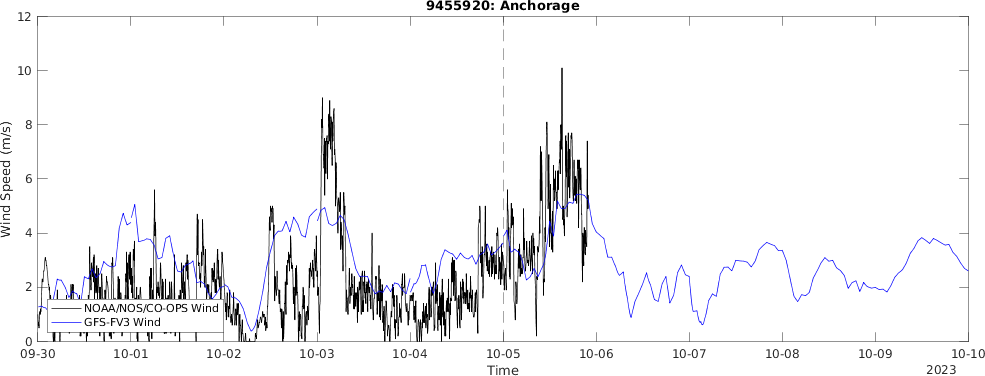 9455920: Anchorage
12
10
8
6
4
2
0
Wind Speed (m/s)
NOAA/NOS/CO-OPS Wind
GFS-FV3 Wind
09-30 10-01 10-02 10-03 10-04 10-05 10-06 10-07 10-08 10-09 10-10
Time
2023